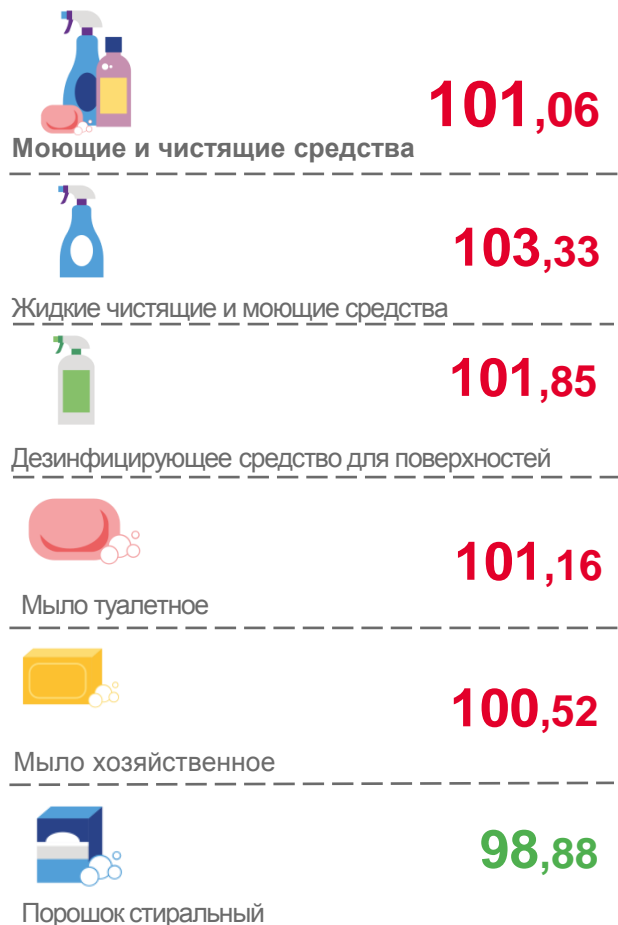 101,06
Моющие и чистящие средства
103,33
Жидкие чистящие и моющие средства
101,85
Дезинфицирующее средство для поверхностей
101,16
Мыло туалетное
100,52
Мыло хозяйственное
98,88
Порошок стиральный